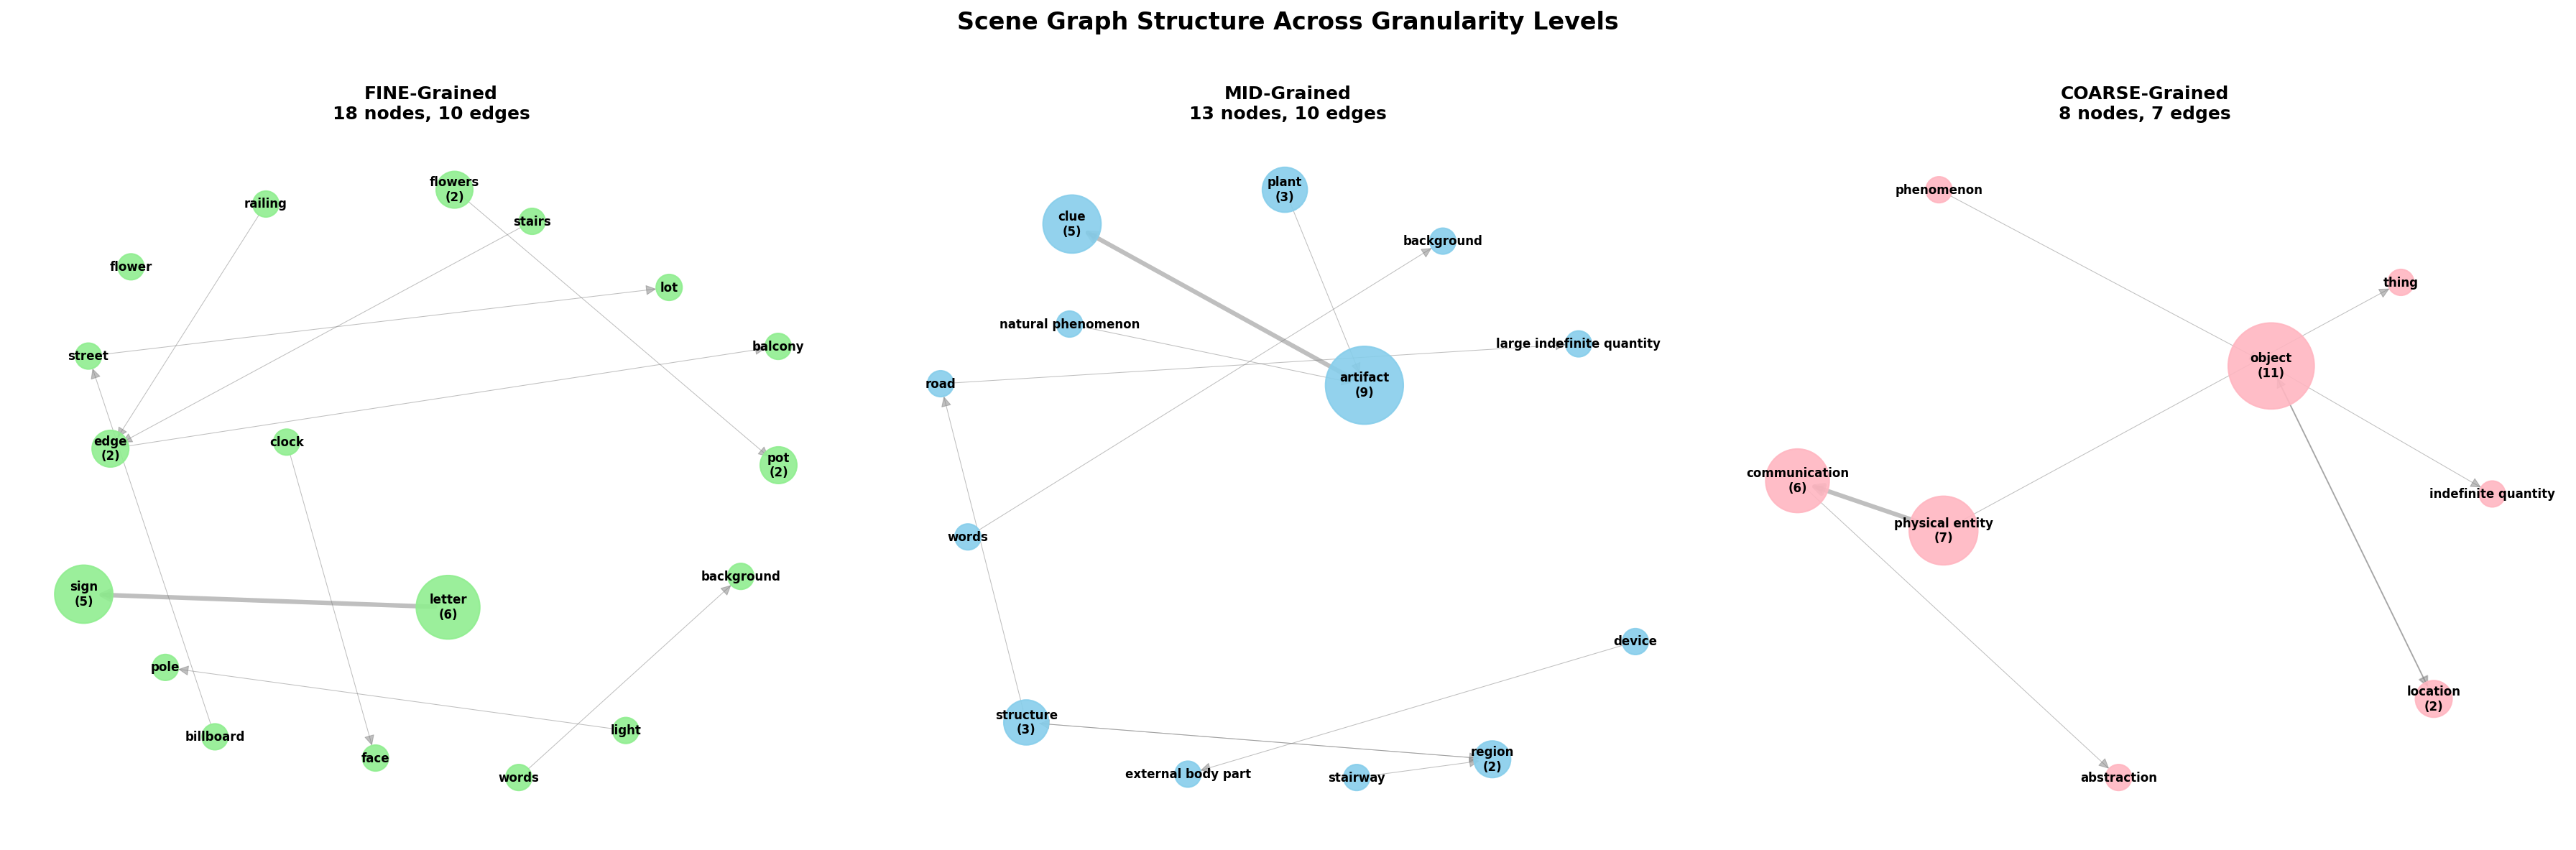 Scene Graph Structure Across Granularity Levels
FINE-Grained
18 nodes, 10 edges
flowers
(2)
railing
stairs
flower
lot
street
balcony
edge
(2)
clock
pot
(2)
background
sign
(5)
letter
(6)
pole
light
billboard
face
words
MID-Grained
13 nodes, 10 edges
plant
(3)
clue
(5)
background
natural phenomenon
large indefinite quantity
road
artifact
(9)
words
device
structure
(3)
region
(2)
external body part
stairway
COARSE-Grained
8 nodes, 7 edges
phenomenon
thing
object
(11)
communication
(6)
indefinite quantity
physical entity
(7)
location
(2)
abstraction